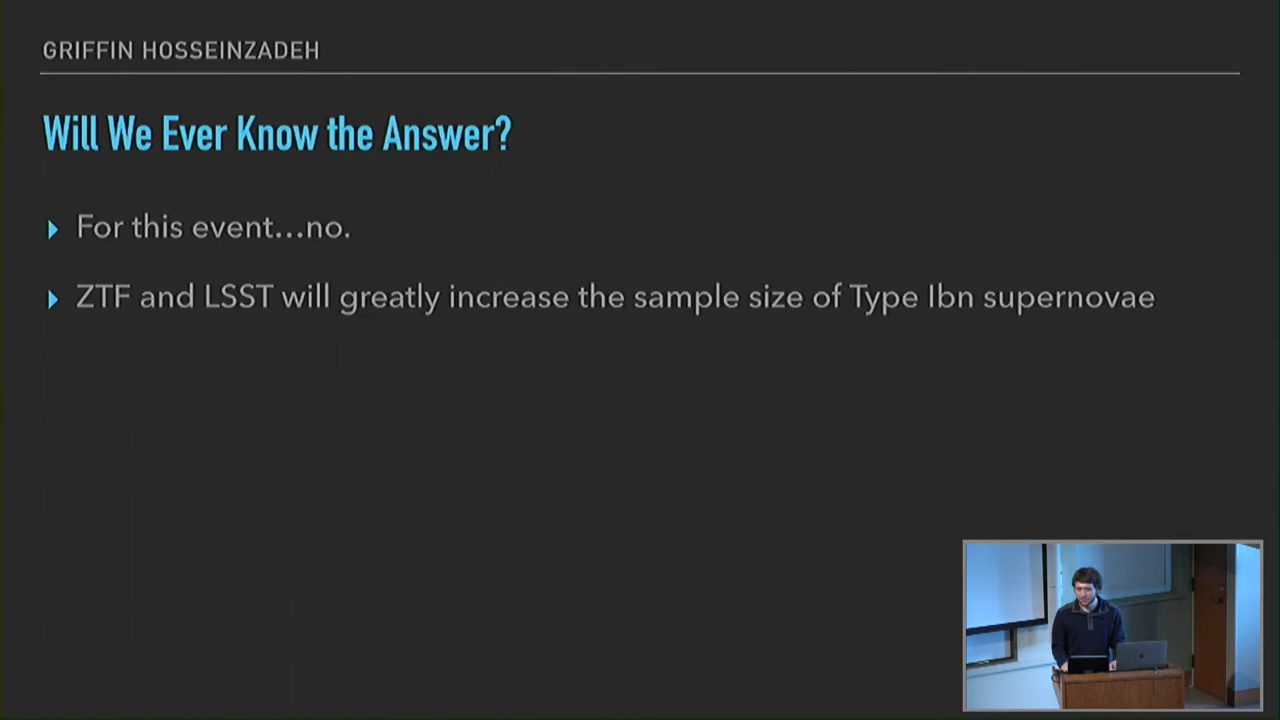 GRIFFIN HOSSEINZADEH
Will We Ever Know the Answer?
For this event...no.
ZTF and LSST will greatly increase the sample size of Type Ibn supernovae